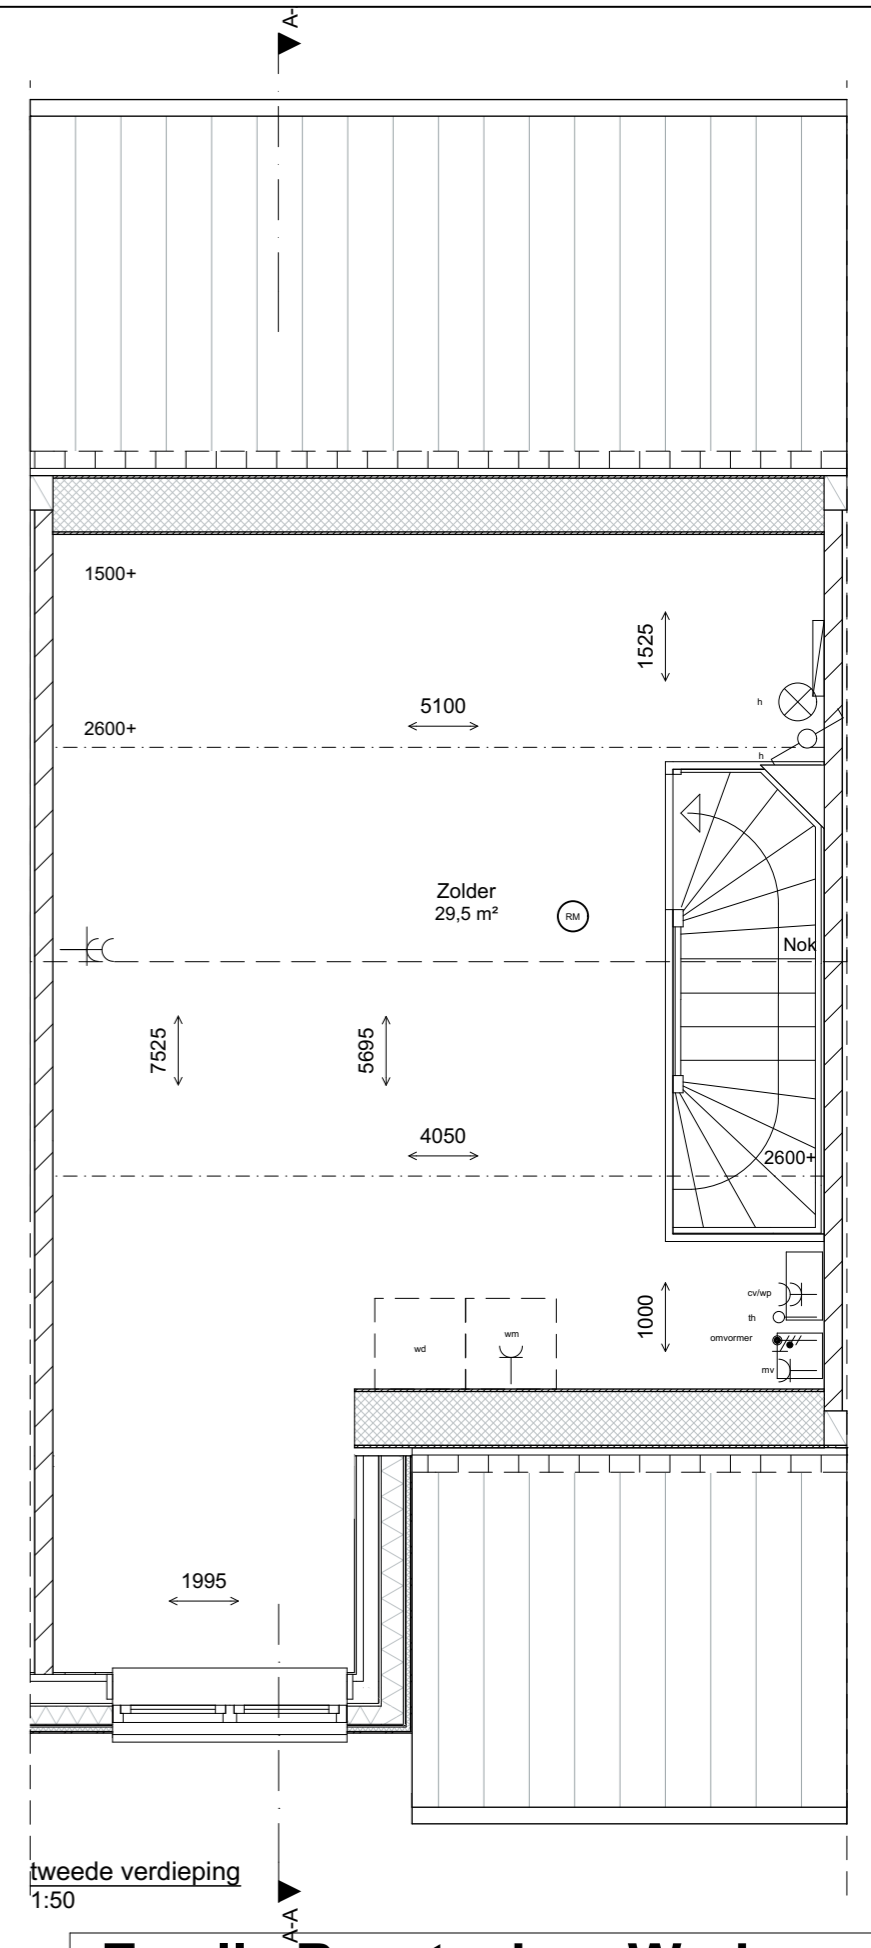 A-
1500+
1525
5100
h
2600+
h
Zolder
29,5 m²
RM
Nok
7525
5695
4050
2600+
1000
cv/wp
th
wd
wm
omvormer
mv
1995
tweede verdieping
1:50
A-A